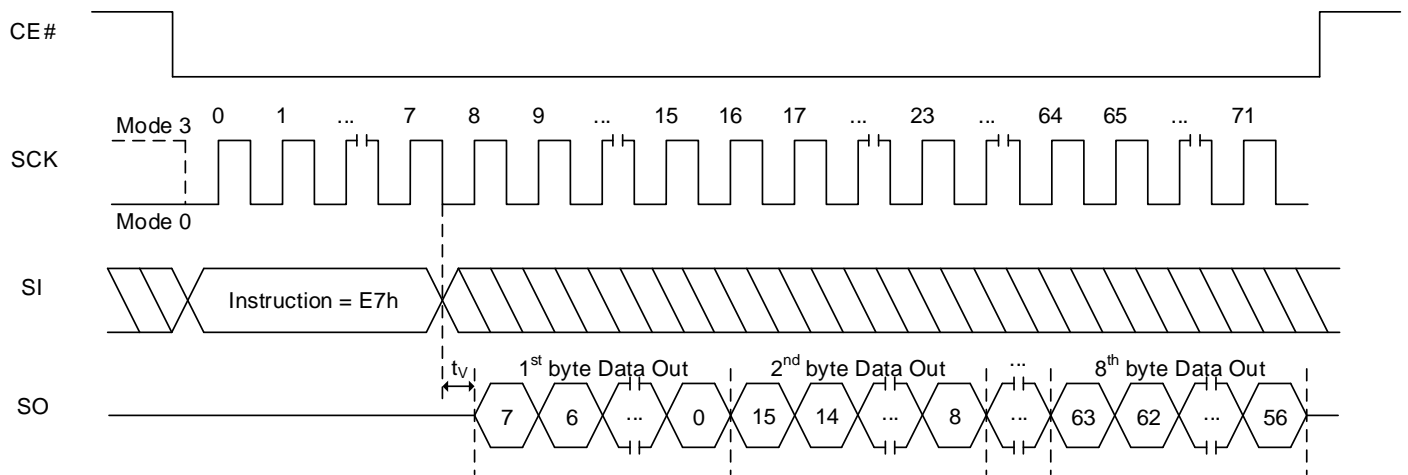 CE#
0 1 ... 7 8 9 ... 15 16 17 ... 23 ... 64 65 ... 71
Mode 3
SCK
Mode 0
SI
Instruction = E7h
tV 1st byte Data Out 2nd byte Data Out ... 8th byte Data Out
SO
7 6 ... 0 15 14 ... 8 ... 63 62 ... 56